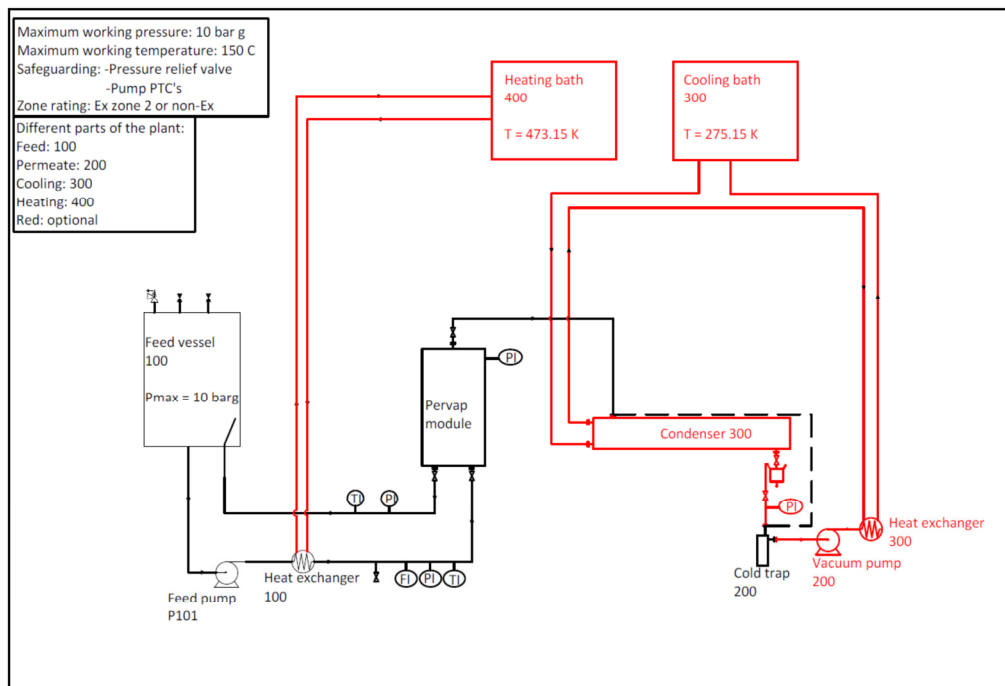 Maximum working pressure: 10 bar g
Maximum working temperature: 150 C
Safeguarding: -Pressure relief valve
-Pump PTC's
Zone rating: Ex zone 2 or non-Ex
Different parts of the plant:
Feed: 100
Permeate: 200
Cooling: 300
Heating: 400
Red: optional
Heating bath
400
T = 473.15 K
Cooling bath
300
T = 275.15 K
Feed vessel
100
Pmax = 10 barg
Pervap
module
PI
Condenser 300
TI
PI
PI
Heat exchanger
300
Vacuum pump
200
Cold trap
200
Heat exchanger
100
FI
PI
TI
Feed pump
P101